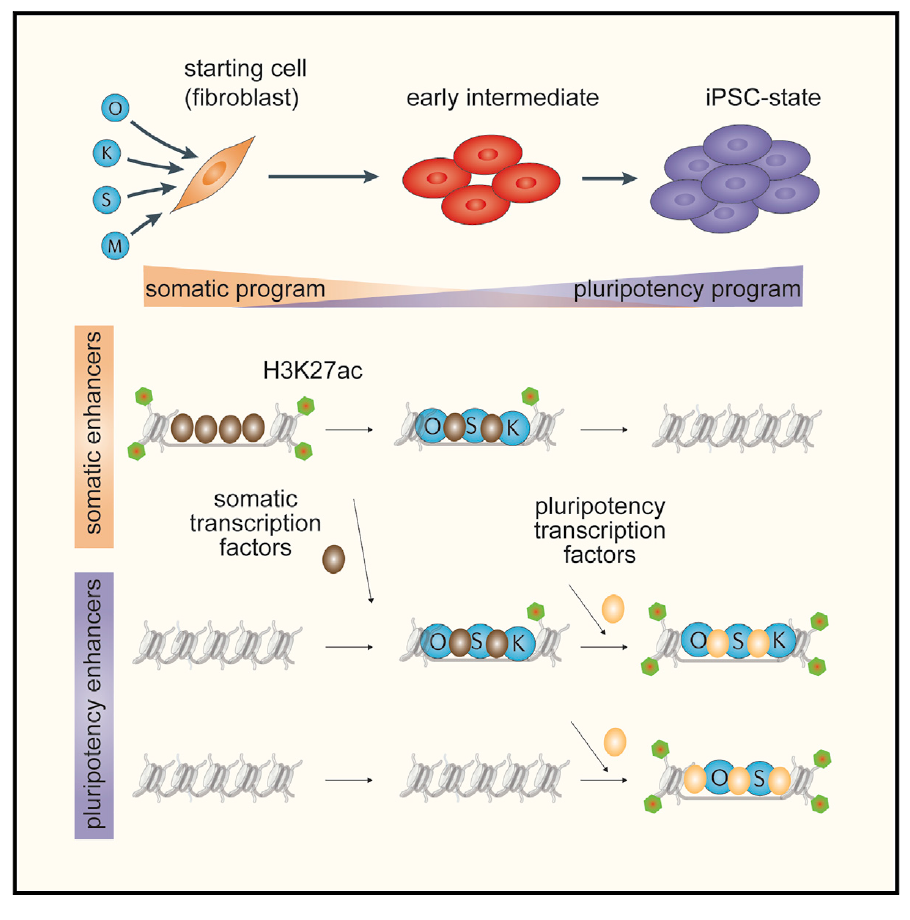 starting cell
(fibroblast)
early intermediate
iPSC-state
O
K
S
M
somatic program
pluripotency program
somatic enhancers
H3K27ac
O S K
somatic
transcription
factors
pluripotency
transcription
factors
pluripotency enhancers
O S K
O S K
O S